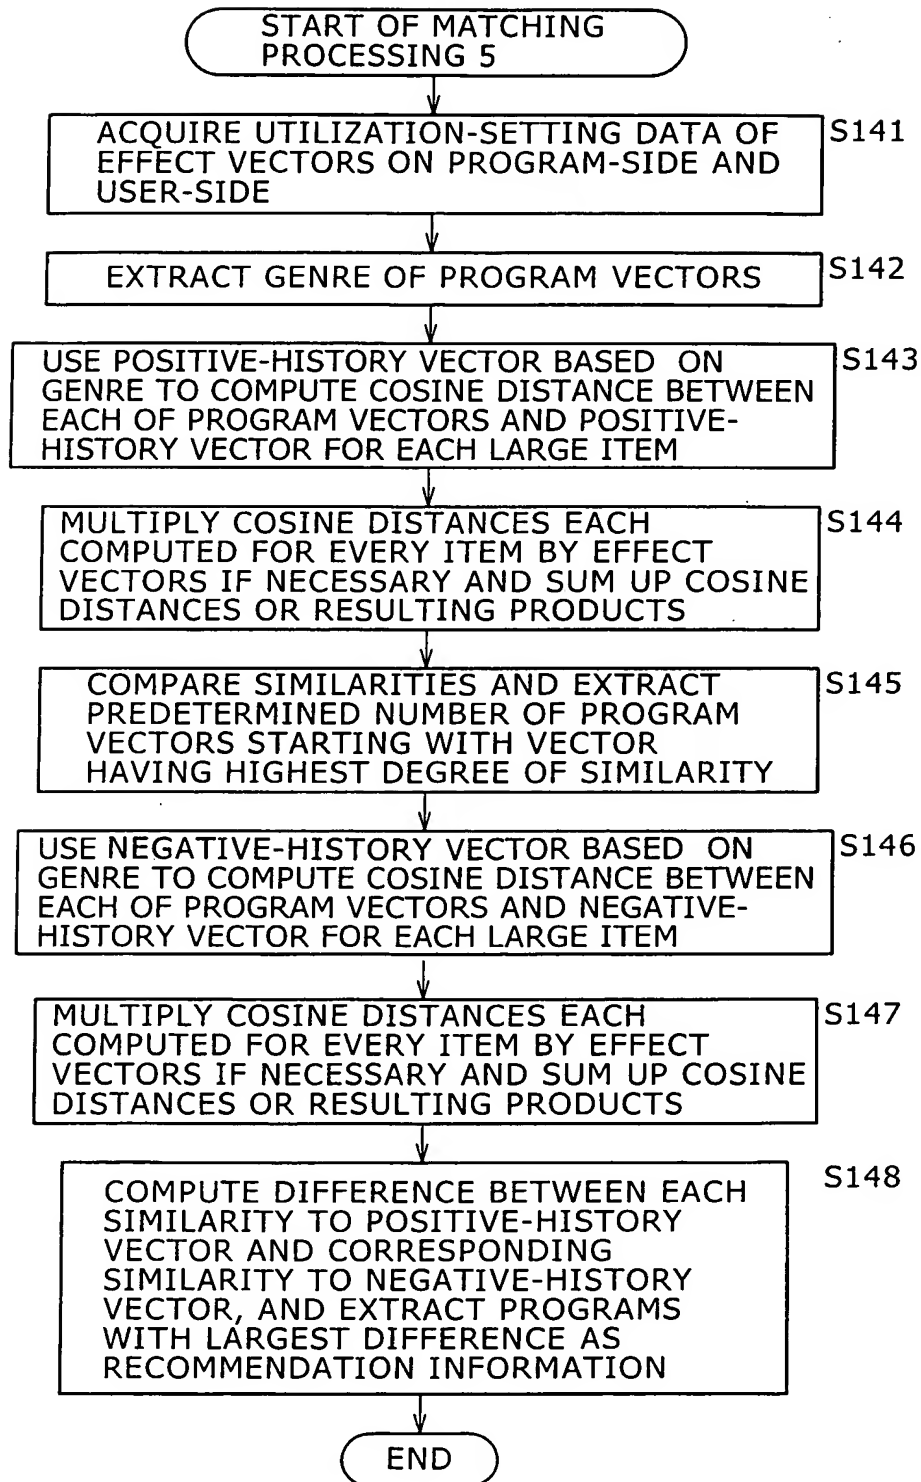 START OF MATCHING
PROCESSING 5
ACQUIRE UTILIZATION-SETTING DATA OF
EFFECT VECTORS ON PROGRAM-SIDE AND
USER-SIDE
S141
EXTRACT GENRE OF PROGRAM VECTORS
S142
USE POSITIVE-HISTORY VECTOR BASED ON
GENRE TO COMPUTE COSINE DISTANCE BETWEEN
EACH OF PROGRAM VECTORS AND POSITIVE-
HISTORY VECTOR FOR EACH LARGE ITEM
S143
MULTIPLY COSINE DISTANCES EACH
COMPUTED FOR EVERY ITEM BY EFFECT
VECTORS IF NECESSARY AND SUM UP COSINE
DISTANCES OR RESULTING PRODUCTS
S144
COMPARE SIMILARITIES AND EXTRACT
PREDETERMINED NUMBER OF PROGRAM
VECTORS STARTING WITH VECTOR
HAVING HIGHEST DEGREE OF SIMILARITY
S145
USE NEGATIVE-HISTORY VECTOR BASED ON
GENRE TO COMPUTE COSINE DISTANCE BETWEEN
EACH OF PROGRAM VECTORS AND NEGATIVE-
HISTORY VECTOR FOR EACH LARGE ITEM
S146
MULTIPLY COSINE DISTANCES EACH
COMPUTED FOR EVERY ITEM BY EFFECT
VECTORS IF NECESSARY AND SUM UP COSINE
DISTANCES OR RESULTING PRODUCTS
S147
COMPUTE DIFFERENCE BETWEEN EACH
SIMILARITY TO POSITIVE-HISTORY
VECTOR AND CORRESPONDING
SIMILARITY TO NEGATIVE-HISTORY
VECTOR, AND EXTRACT PROGRAMS
WITH LARGEST DIFFERENCE AS
RECOMMENDATION INFORMATION
S148
END